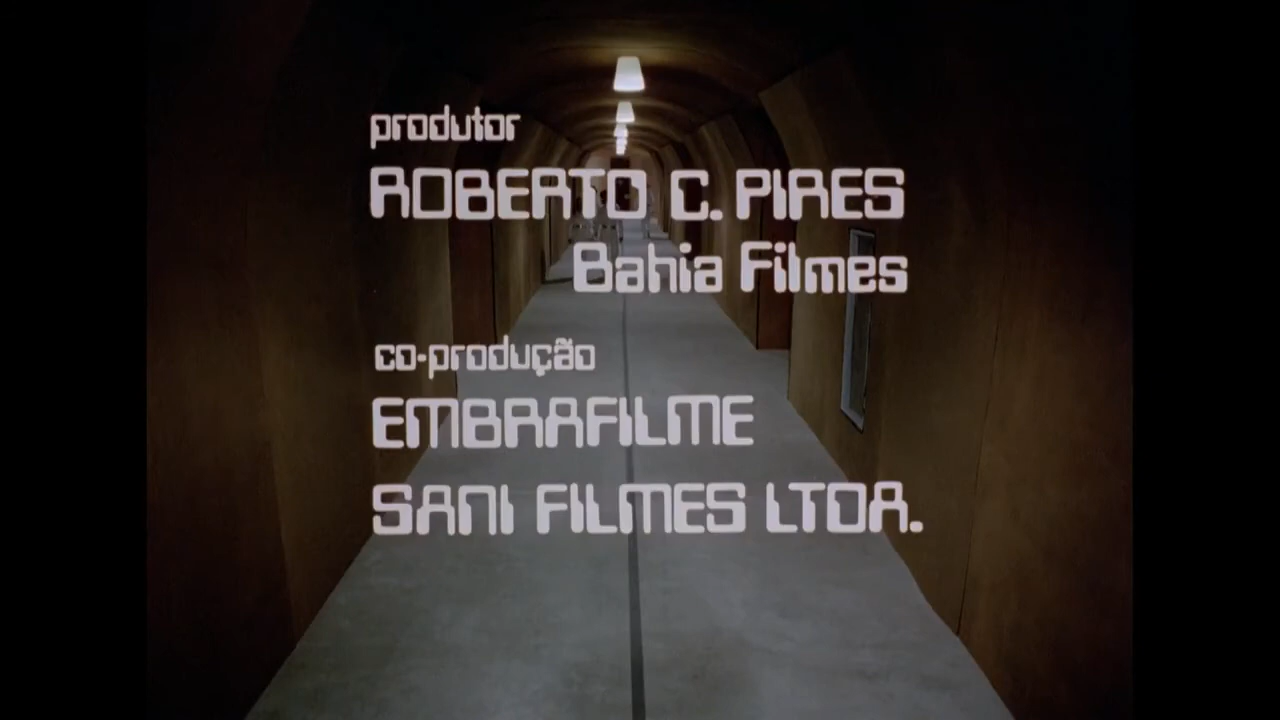 produtor
ROBERTO C. PIRES
Bahia Filmes
co-produção
EMBRAFILME
SANI FILMES LTDA.